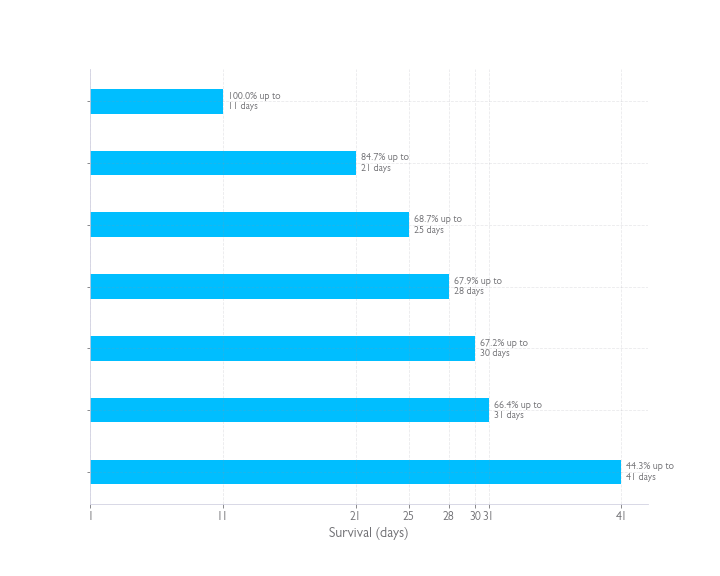 100.0% up to
11 days
84.7% up to
21 days
68.7% up to
25 days
67.9% up to
28 days
67.2% up to
30 days
66.4% up to
31 days
44.3% up to
41 days
1 11 21 25 28 30 31 41
Survival (days)